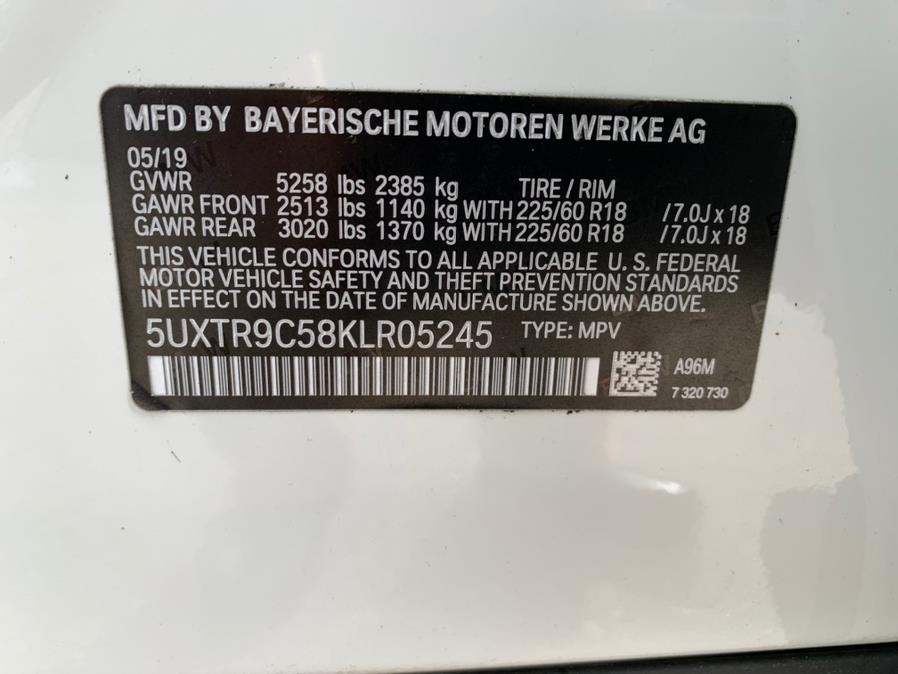 MFD BY BAYERISCHE MOTOREN WERKE AG
05/19
GVWR 5258 lbs 2385 kg TIRE / RIM
GAWR FRONT 2513 lbs 1140 kg WITH 225/60 R18 / 7.0J x 18
GAWR REAR 3020 lbs 1370 kg WITH 225/60 R18 / 7.0J x 18
THIS VEHICLE CONFORMS TO ALL APPLICABLE U. S. FEDERAL
MOTOR VEHICLE SAFETY AND THEFT PREVENTION STANDARDS
IN EFFECT ON THE DATE OF MANUFACTURE SHOWN ABOVE.
5UXTR9C58KLR05245 TYPE: MPV
A96M
7 320 730